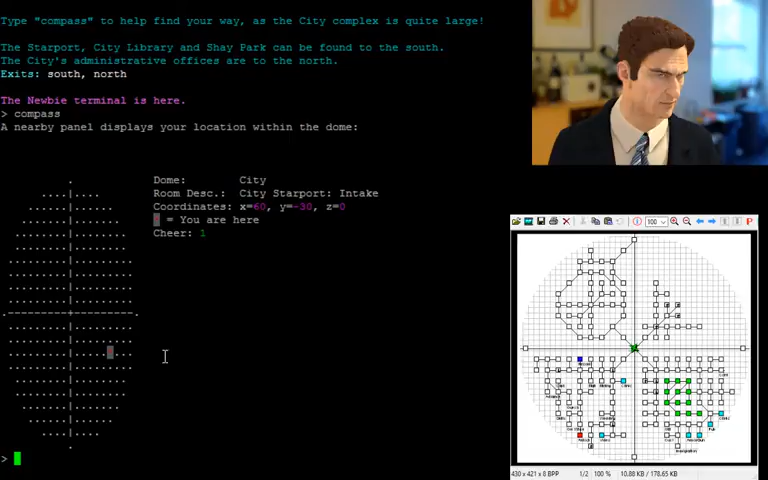 Type "compass" to help find your way, as the City complex is quite large!
The Starport, City Library and Shay Park can be found to the south.
The City's administrative offices are to the north.
Exits: south, north
The Newbie terminal is here.
> compass
A nearby panel displays your location within the dome:
Dome: City
Room Desc.: City Starport: Intake
Coordinates: x=60, y=-30, z=0
= You are here
Cheer: 1
>
100
430 x 421 x 8 BPP 1/2 100 % 10.88 KB / 178.65 KB